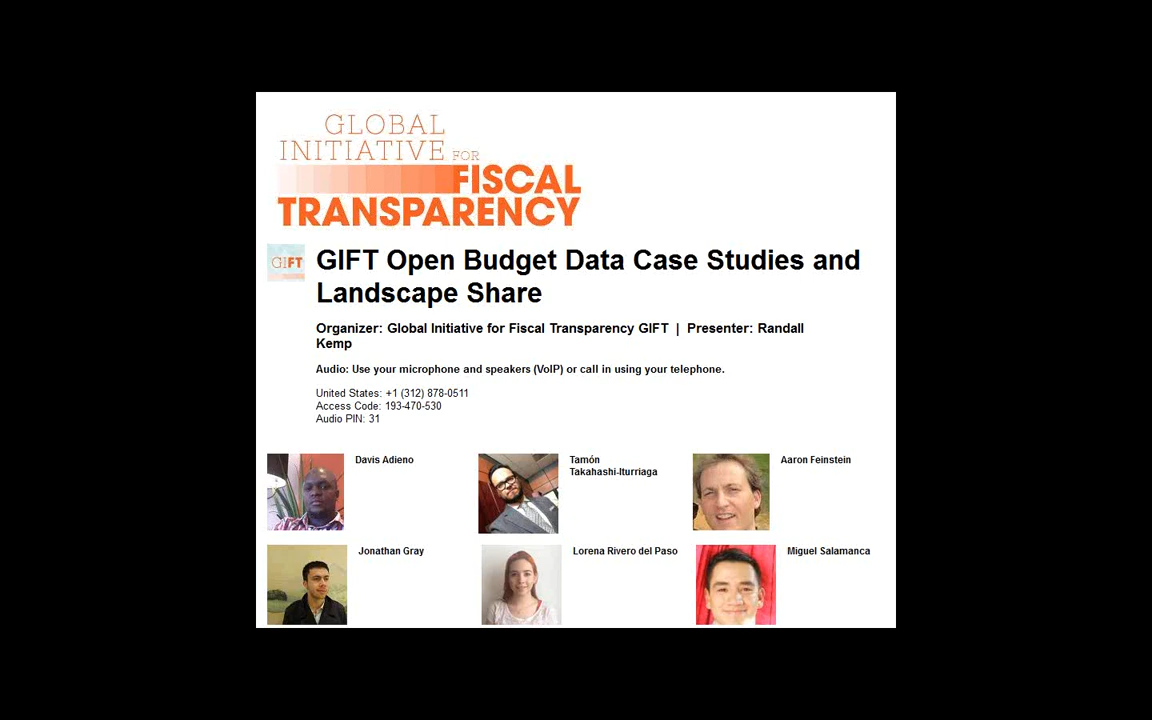 GLOBAL
INITIATIVE FOR
FISCAL
TRANSPARENCY
GIFT
GIFT Open Budget Data Case Studies and
Landscape Share
Organizer: Global Initiative for Fiscal Transparency GIFT | Presenter: Randall
Kemp
Audio: Use your microphone and speakers (VoIP) or call in using your telephone.
United States: +1 (312) 878-0511
Access Code: 193-470-530
Audio PIN: 31
Davis Adieno
Tamón
Takahashi-Iturriaga
Aaron Feinstein
Jonathan Gray
Lorena Rivero del Paso
Miguel Salamanca